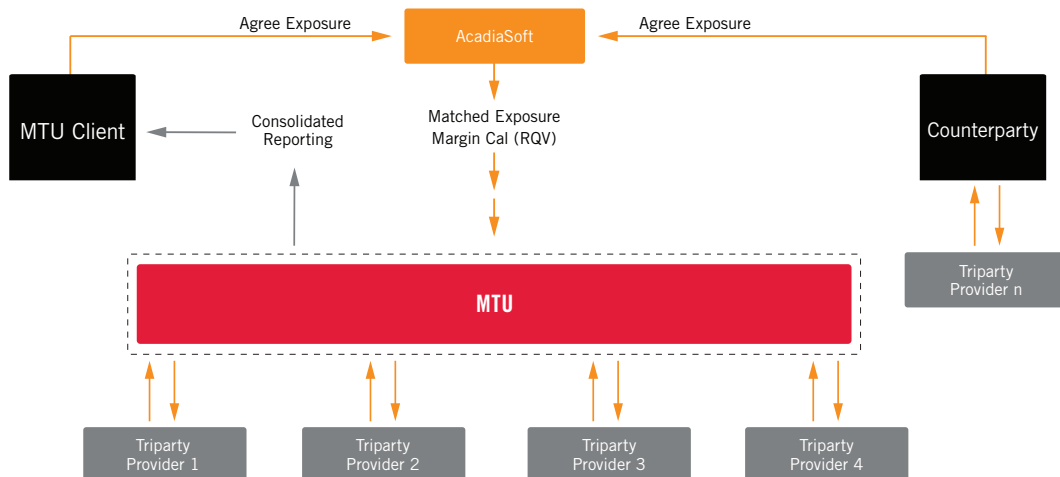 Agree Exposure
AcadiaSoft
Agree Exposure
MTU Client
Consolidated
Reporting
Matched Exposure
Margin Cal (RQV)
Counterparty
Triparty
Provider n
MTU
Triparty
Provider 1
Triparty
Provider 2
Triparty
Provider 3
Triparty
Provider 4